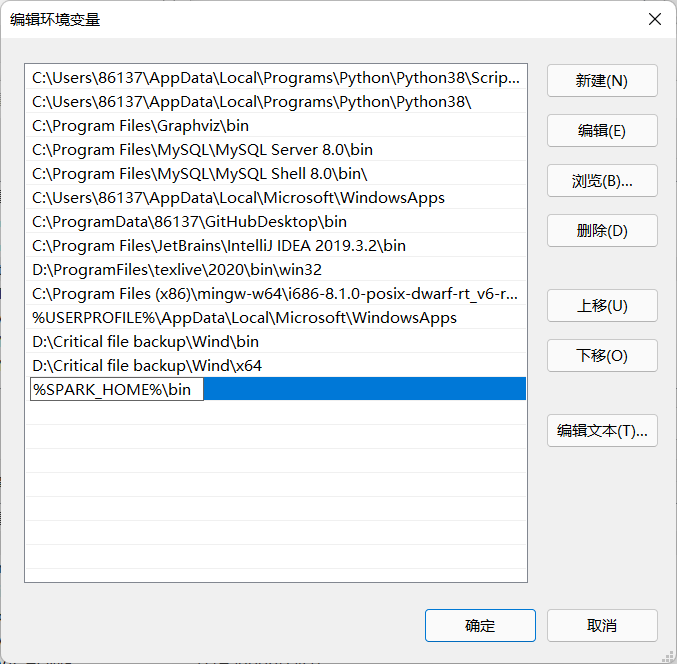 编辑环境变量
C:\Users\86137\AppData\Local\Programs\Python\Python38\Scrip...
C:\Users\86137\AppData\Local\Programs\Python\Python38\
C:\Program Files\Graphviz\bin
C:\Program Files\MySQL\MySQL Server 8.0\bin
C:\Program Files\MySQL\MySQL Shell 8.0\bin\
C:\Users\86137\AppData\Local\Microsoft\WindowsApps
C:\ProgramData\86137\GitHubDesktop\bin
C:\Program Files\JetBrains\IntelliJ IDEA 2019.3.2\bin
D:\ProgramFiles\texlive\2020\bin\win32
C:\Program Files (x86)\mingw-w64\i686-8.1.0-posix-dwarf-rt_v6-r...
%USERPROFILE%\AppData\Local\Microsoft\WindowsApps
D:\Critical file backup\Wind\bin
D:\Critical file backup\Wind\x64
%SPARK_HOME%\bin
新建(N)
编辑(E)
浏览(B)...
删除(D)
上移(U)
下移(O)
编辑文本(T)...
确定
取消